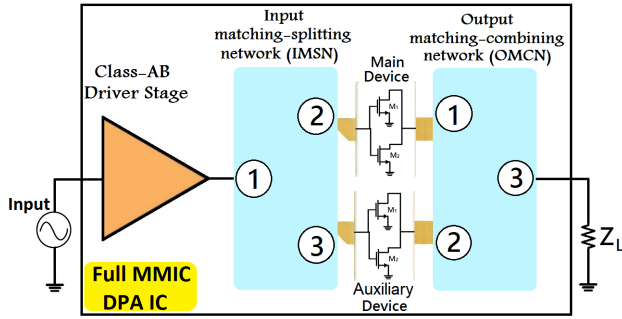 Input
matching-splitting
network (IMSN)
Output
matching-combining
network (OMCN)
Class-AB
Driver Stage
Main
Device
M1
M2
2
1
1
3
Input
3
M1
M2
2
ZL
Auxiliary
Device
Full MMIC
DPA IC